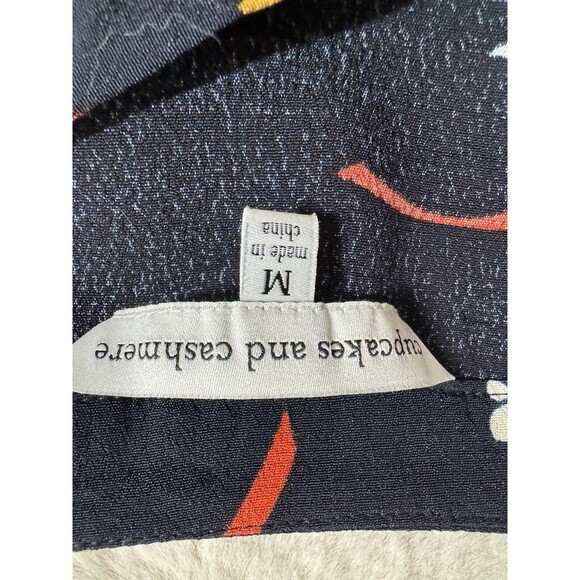 cupcakes and cashmere
M
made in
china